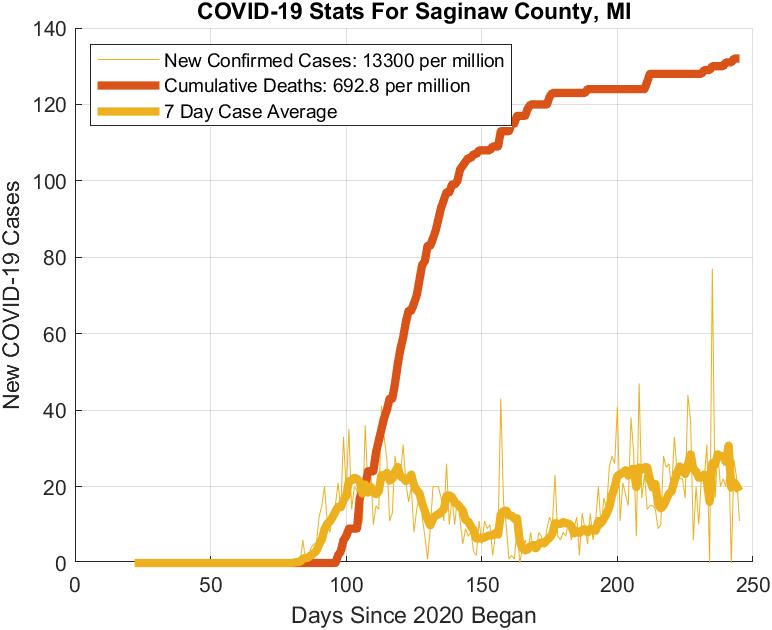 COVID-19 Stats For Saginaw County, MI
New Confirmed Cases: 13300 per million
Cumulative Deaths: 692.8 per million
7 Day Case Average
140
120
100
80
60
40
20
0
New COVID-19 Cases
0 50 100 150 200 250
Days Since 2020 Began